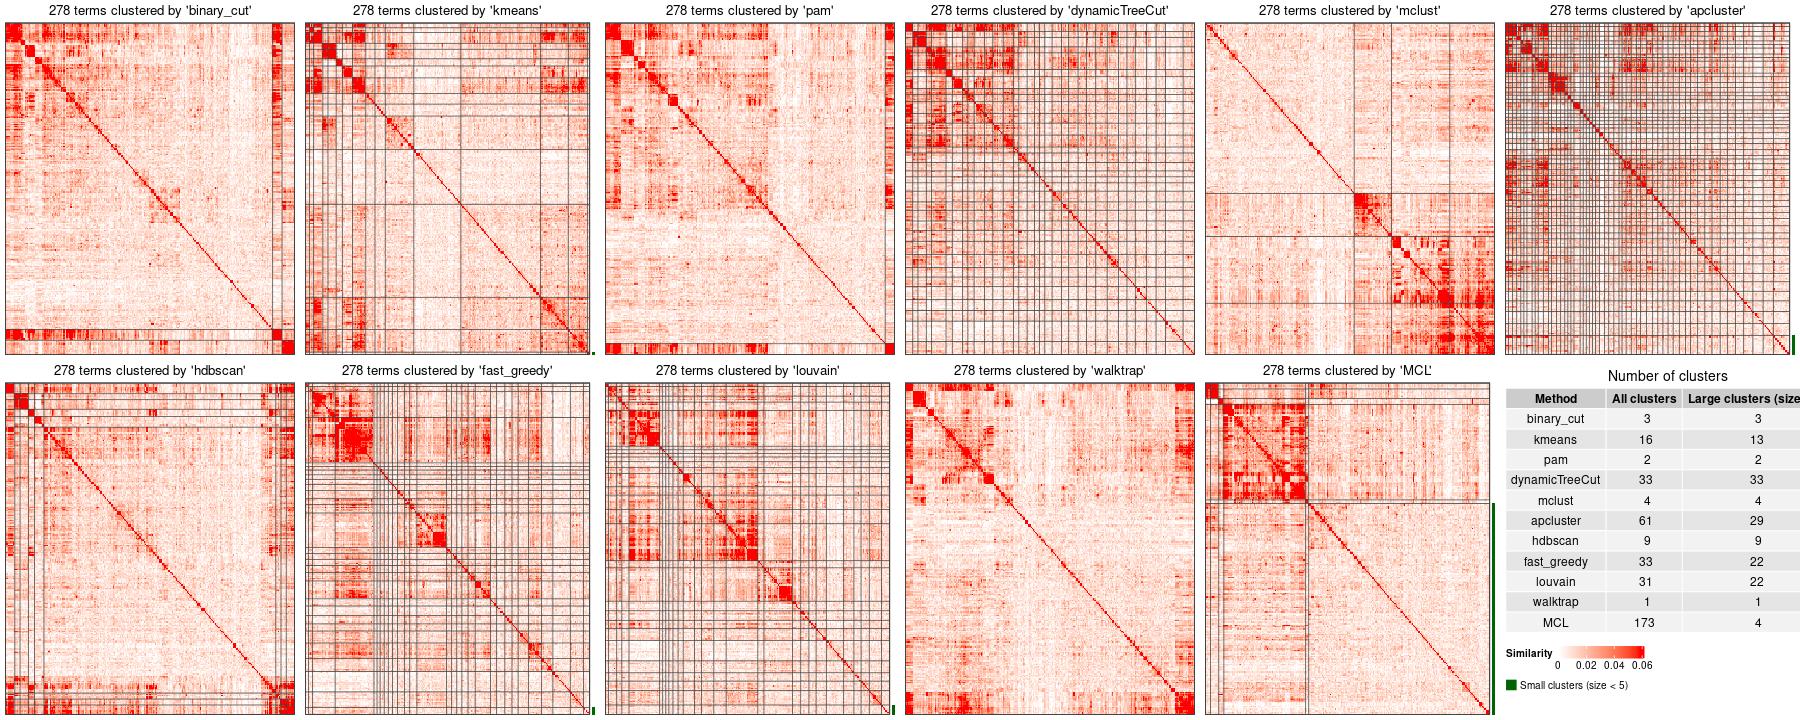 278 terms clustered by 'binary_cut'
278 terms clustered by 'kmeans'
278 terms clustered by 'pam'
278 terms clustered by 'dynamicTreeCut'
278 terms clustered by 'mclust'
278 terms clustered by 'apcluster'
278 terms clustered by 'hdbscan'
278 terms clustered by 'fast_greedy'
278 terms clustered by 'louvain'
278 terms clustered by 'walktrap'
278 terms clustered by 'MCL'
Number of clusters
Method All clusters Large clusters (size
binary_cut 3 3
kmeans 16 13
pam 2 2
dynamicTreeCut 33 33
mclust 4 4
apcluster 61 29
hdbscan 9 9
fast_greedy 33 22
louvain 31 22
walktrap 1 1
MCL 173 4
Similarity
0 0.02 0.04 0.06
Small clusters (size < 5)